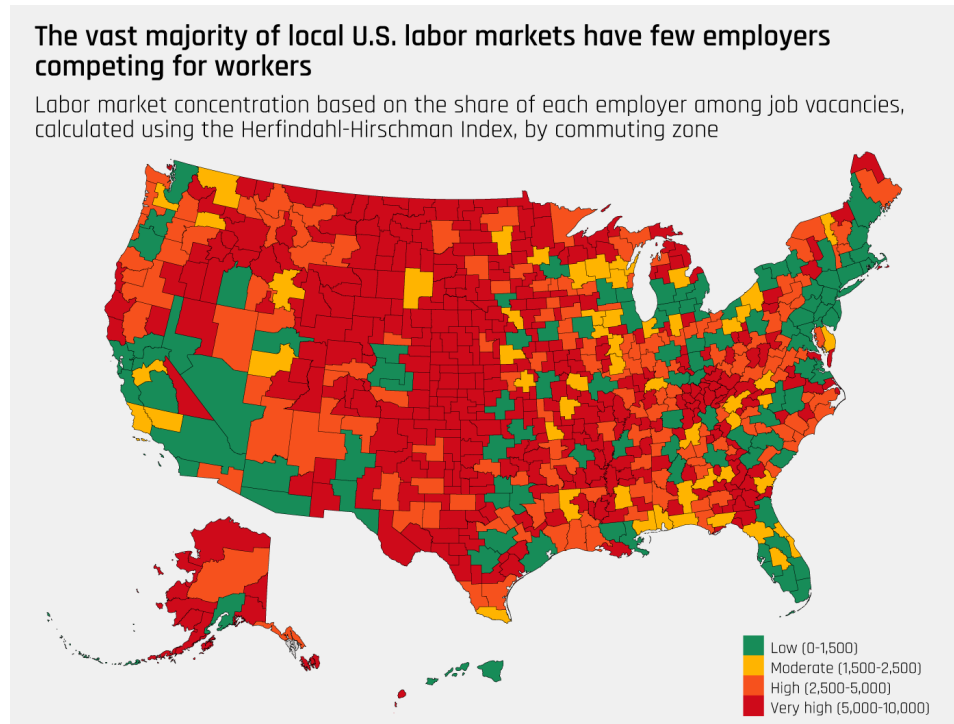 The vast majority of local U.S. labor markets have few employers
competing for workers
Labor market concentration based on the share of each employer among job vacancies,
calculated using the Herfindahl-Hirschman Index, by commuting zone
Low (0-1,500)
Moderate (1,500-2,500)
High (2,500-5,000)
Very high (5,000-10,000)